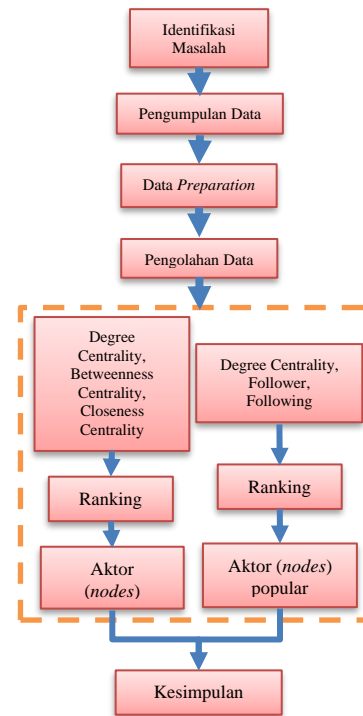 Identifikasi
Masalah
Pengumpulan Data
Data Preparation
Pengolahan Data
Degree
Centrality,
Betweenness
Centrality,
Closeness
Centrality
Ranking
Aktor
(nodes)
Degree Centrality,
Follower,
Following
Ranking
Aktor (nodes)
popular
Kesimpulan